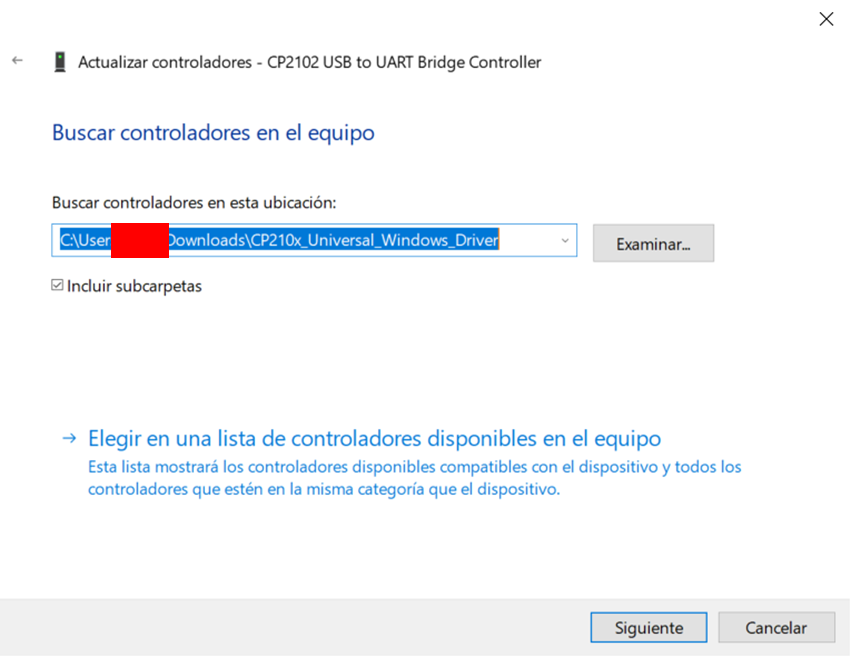 Actualizar controladores - CP2102 USB to UART Bridge Controller
Buscar controladores en el equipo
Buscar controladores en esta ubicación:
C:\User Downloads\CP210x_Universal_Windows_Driver
Examinar...
Incluir subcarpetas
Elegir en una lista de controladores disponibles en el equipo
Esta lista mostrará los controladores disponibles compatibles con el dispositivo y todos los
controladores que estén en la misma categoría que el dispositivo.
Siguiente
Cancelar